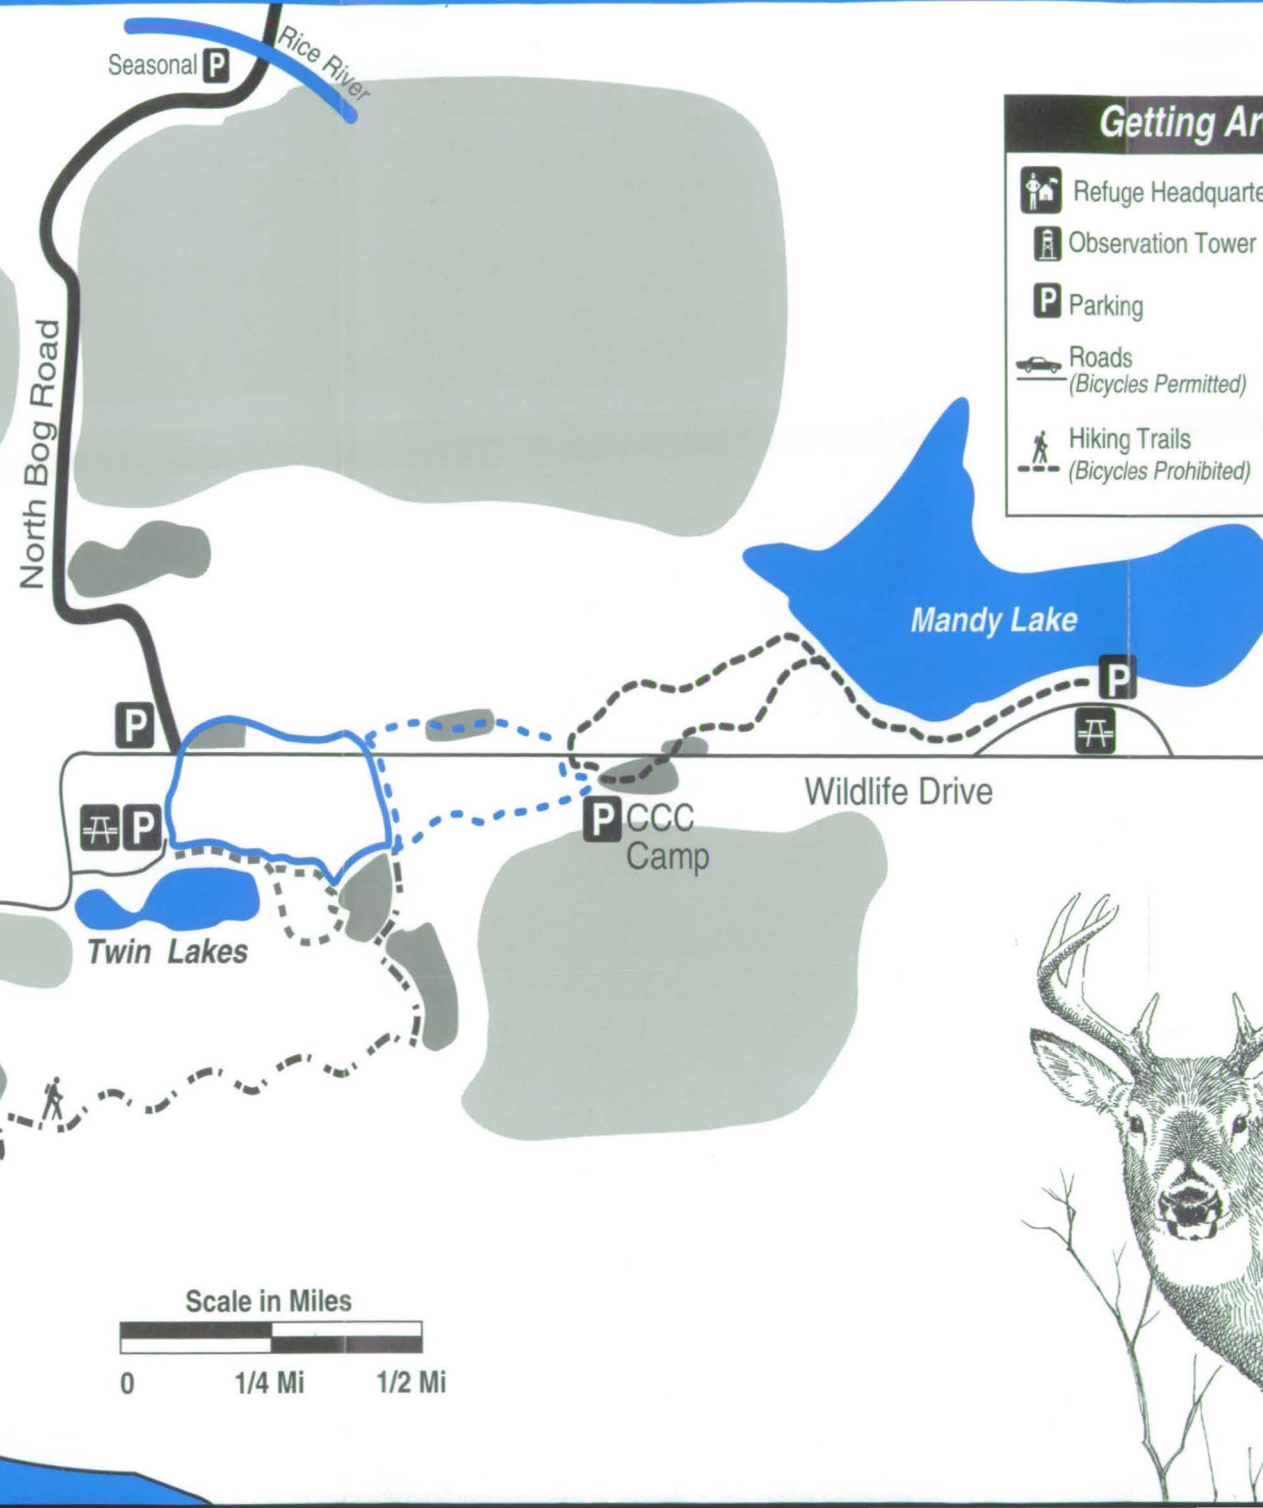 Rice River
Seasonal P
Getting Ar
Refuge Headquarte
Observation Tower
P Parking
Roads
(Bicycles Permitted)
Hiking Trails
(Bicycles Prohibited)
North Bog Road
Mandy Lake
P
P
Wildlife Drive
P
P CCC
Camp
Twin Lakes
Scale in Miles
0 1/4 Mi 1/2 Mi